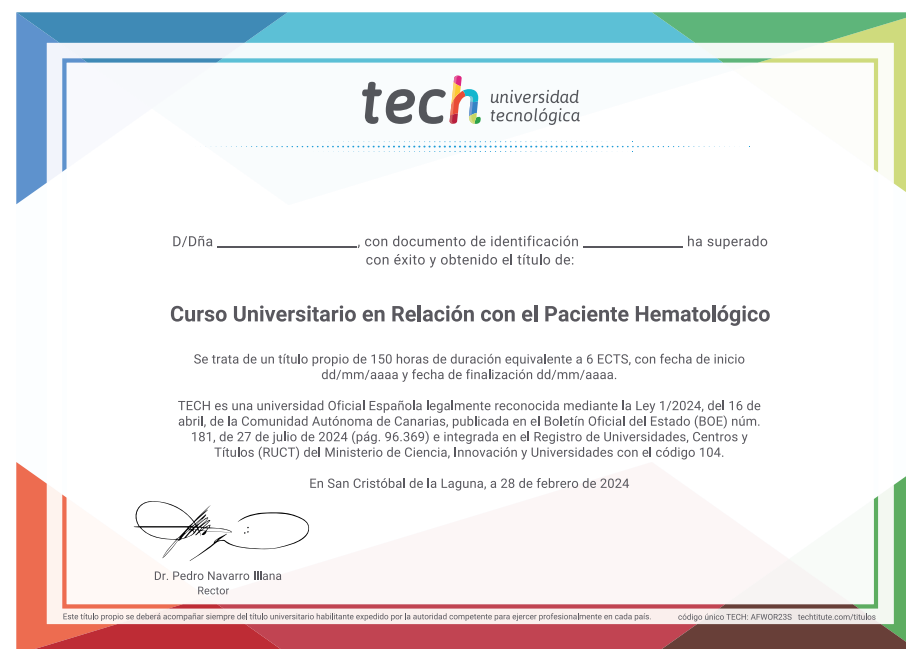 tech universidad
tecnológica
D/Dña ____________________, con documento de identificación ______________ ha superado
con éxito y obtenido el título de:
Curso Universitario en Relación con el Paciente Hematológico
Se trata de un título propio de 150 horas de duración equivalente a 6 ECTS, con fecha de inicio
dd/mm/aaaa y fecha de finalización dd/mm/aaaa.
TECH es una universidad Oficial Española legalmente reconocida mediante la Ley 1/2024, del 16 de
abril, de la Comunidad Autónoma de Canarias, publicada en el Boletín Oficial del Estado (BOE) núm.
181, de 27 de julio de 2024 (pág. 96.369) e integrada en el Registro de Universidades, Centros y
Títulos (RUCT) del Ministerio de Ciencia, Innovación y Universidades con el código 104.
En San Cristóbal de la Laguna, a 28 de febrero de 2024
Dr. Pedro Navarro Illana
Rector
Este título propio se deberá acompañar siempre del título universitario habilitante expedido por la autoridad competente para ejercer profesionalmente en cada país. código único TECH: AFWOR23S techtitute.com/titulos